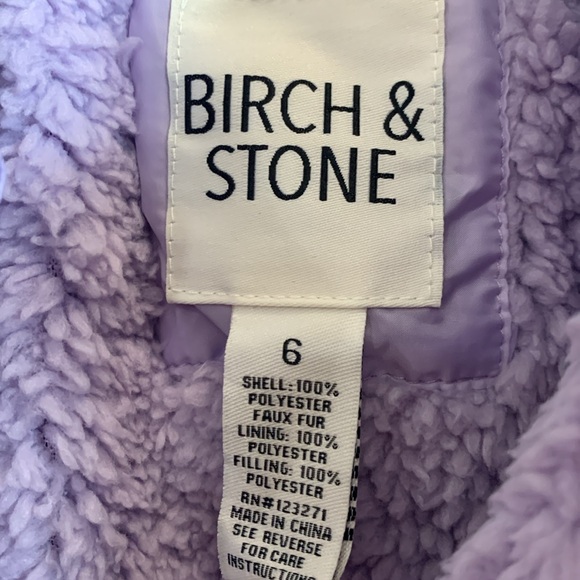 BIRCH &
STONE
6
SHELL:100%
POLYESTER
FAUX FUR
LINING: 100%
POLYESTER
FILLING: 100%
POLYESTER
RN#123271
MADE IN CHINA
SEE REVERSE
FOR CARE
INSTRUCTIONS